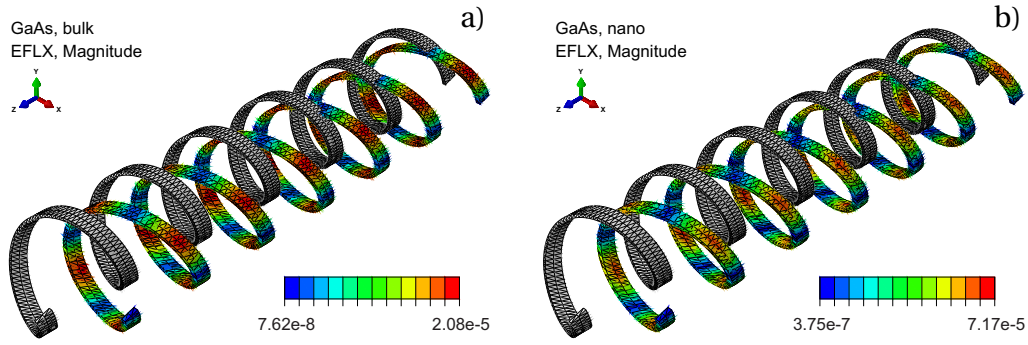 a)
GaAs, bulk
EFLX, Magnitude
Y
Z
X
7.62e-8
2.08e-5
b)
GaAs, nano
EFLX, Magnitude
Y
Z
X
3.75e-7
7.17e-5